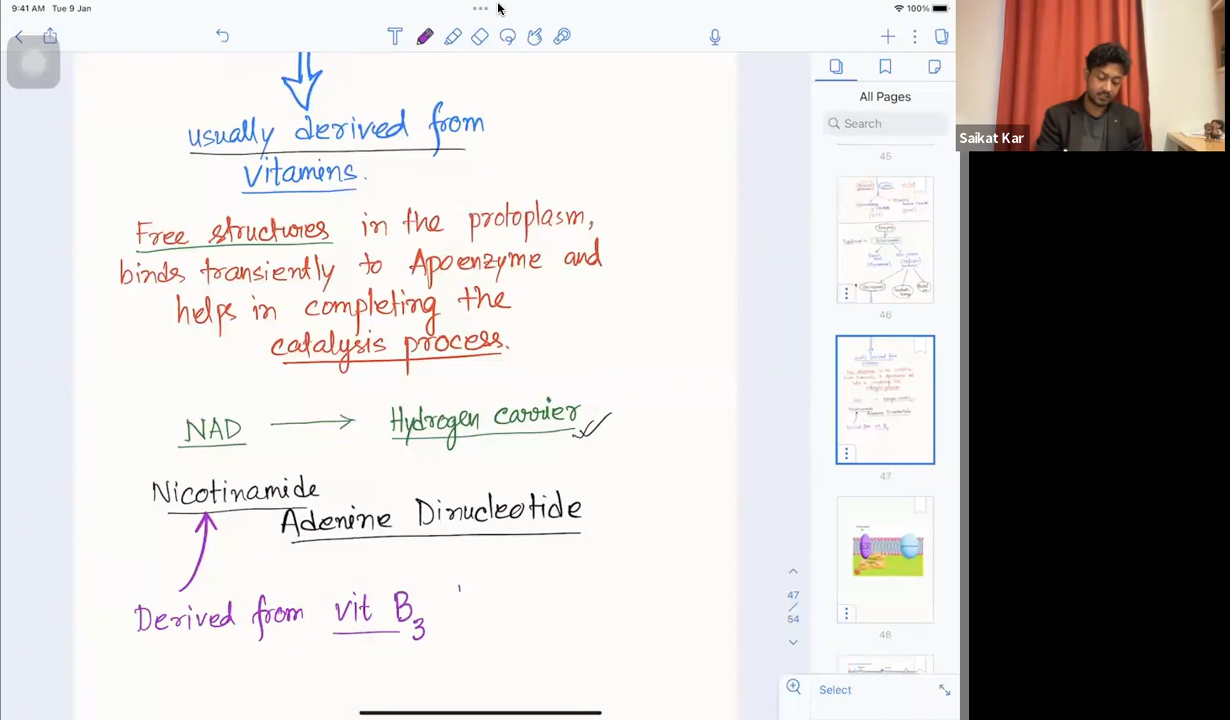 9:41 AM Tue 9 Jan
100%
T
usually derived from
vitamins.
Free structures in the protoplasm,
binds transiently to Apoenzyme and
helps in completing the
catalysis process.
NAD → Hydrogen carrier
Nicotinamide
Adenine Dinucleotide
Derived from vit B3
All Pages
Search
45
46
47
48
47
/
54
Select
Saikat Kar